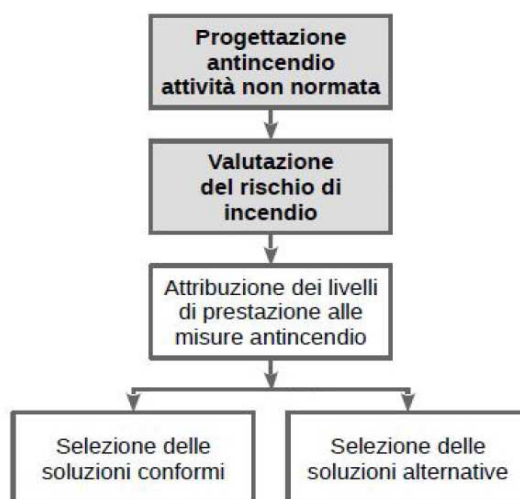 Progettazione
antincendio
attività non normata
Valutazione
del rischio di
incendio
Attribuzione dei livelli
di prestazione alle
misure antincendio
Selezione delle
soluzioni conformi
Selezione delle
soluzioni alternative